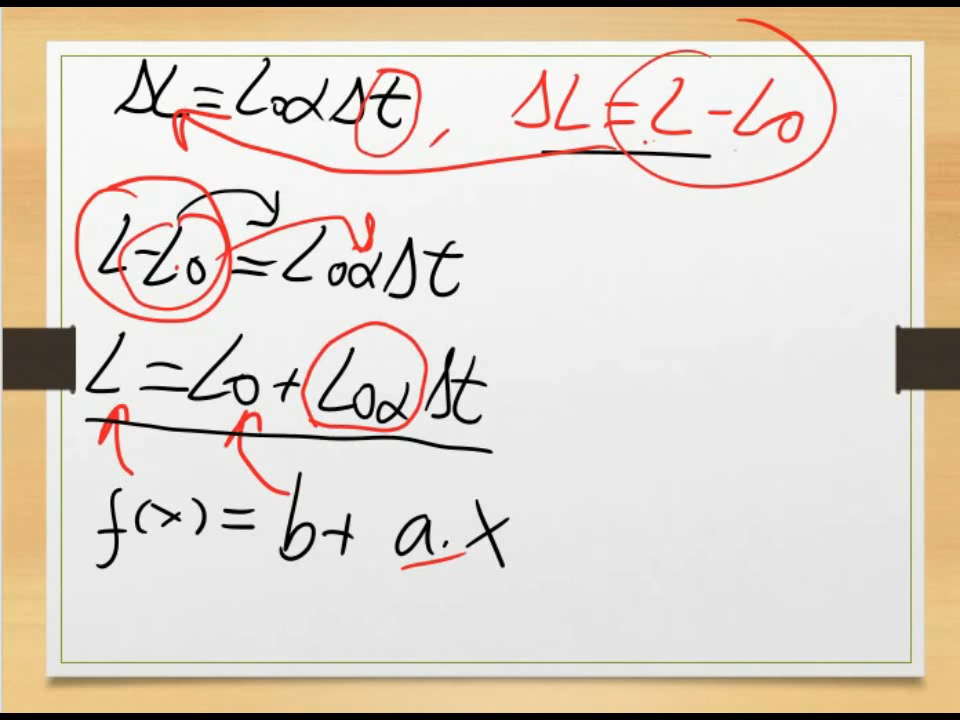 ΔL = L₀αΔt , ΔL = L - L₀
L - L₀ = L₀αΔt
L = L₀ + L₀αΔt
f(x) = b + a.x